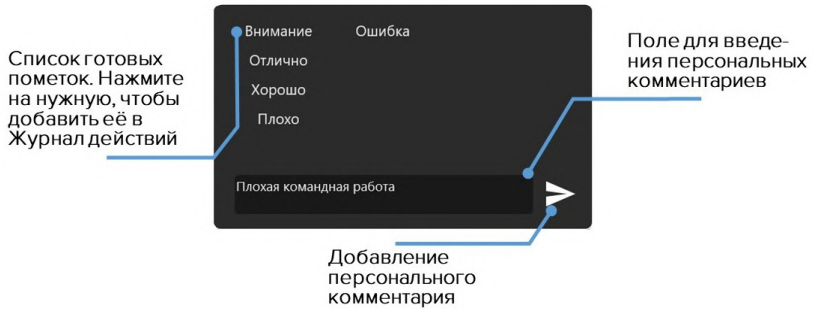 Список готовых
пометок. Нажмите
на нужную, чтобы
добавить её в
Журнал действий
Внимание Ошибка
Отлично
Хорошо
Плохо
Плохая командная работа
Поле для введе-
ния персональных
комментариев
Добавление
персонального
комментария